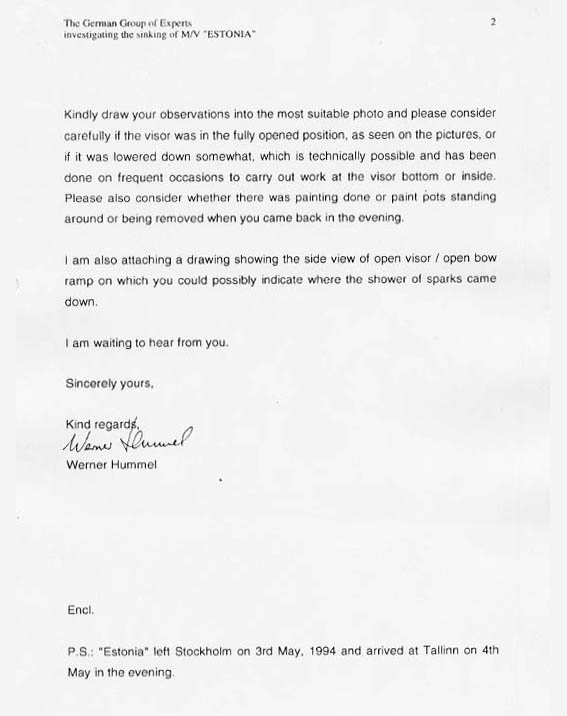 The German Group of Experts
investigating the sinking of M/V "ESTONIA"
2
Kindly draw your observations into the most suitable photo and please consider
carefully if the visor was in the fully opened position, as seen on the pictures, or
if it was lowered down somewhat, which is technically possible and has been
done on frequent occasions to carry out work at the visor bottom or inside.
Please also consider whether there was painting done or paint pots standing
around or being removed when you came back in the evening.
I am also attaching a drawing showing the side view of open visor / open bow
ramp on which you could possibly indicate where the shower of sparks came
down.
I am waiting to hear from you.
Sincerely yours,
Kind regards,
Werner Hummel
Werner Hummel
Encl.
P.S.: "Estonia" left Stockholm on 3rd May, 1994 and arrived at Tallinn on 4th
May in the evening.